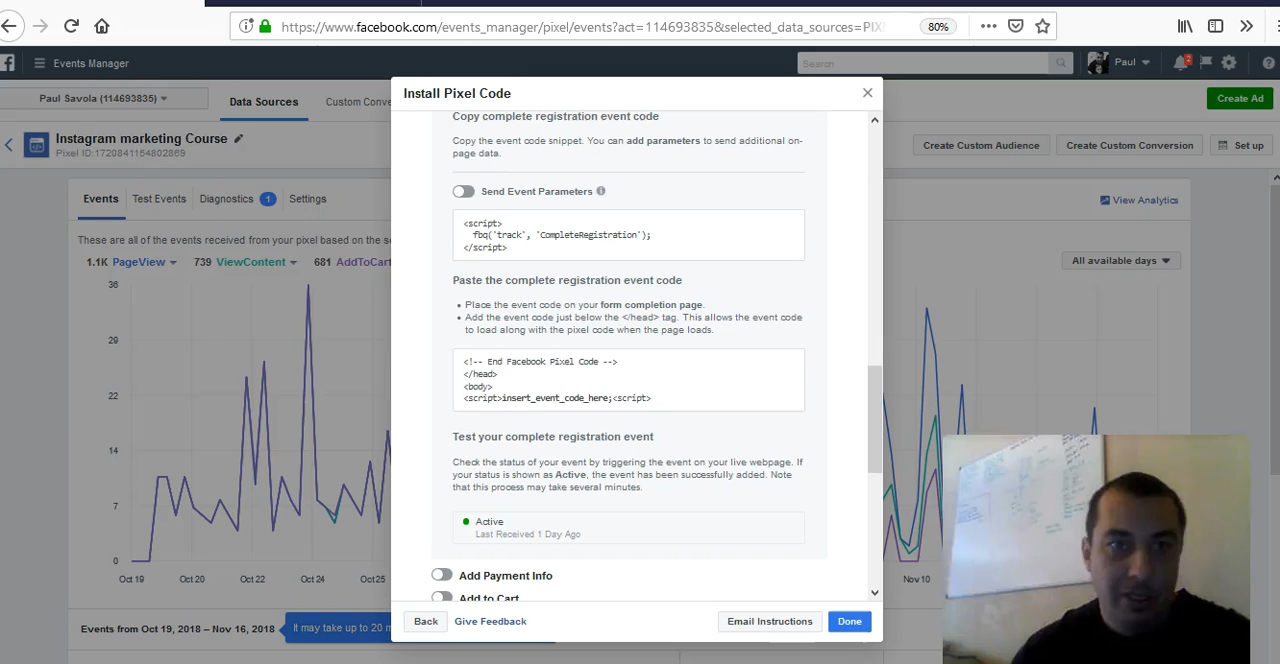 https://www.facebook.com/events_manager/pixel/events?act=114693835&selected_data_sources=PIX
80%
Events Manager
Search
Paul
2
Paul Savola (114693835)
Data Sources
Custom Conve
Create Ad
Instagram marketing Course
Pixel ID:1720841154802869
Create Custom Audience
Create Custom Conversion
Set up
Events
Test Events
Diagnostics
1
Settings
View Analytics
These are all of the events received from your pixel based on the se
1.1K PageView
739 ViewContent
681 AddToCart
All available days
36
29
22
14
7
0
Oct 19
Oct 20
Oct 22
Oct 24
Oct 25
Nov 10
Events from Oct 19, 2018 – Nov 16, 2018
It may take up to 20 m
Install Pixel Code
Copy complete registration event code
Copy the event code snippet. You can add parameters to send additional on-
page data.
Send Event Parameters
<script>
fbq('track', 'CompleteRegistration');
</script>
Paste the complete registration event code
• Place the event code on your form completion page.
• Add the event code just below the </head> tag. This allows the event code
to load along with the pixel code when the page loads.
<!-- End Facebook Pixel Code -->
</head>
<body>
<script>insert_event_code_here;<script>
Test your complete registration event
Check the status of your event by triggering the event on your live webpage. If
your status is shown as Active, the event has been successfully added. Note
that this process may take several minutes.
Active
Last Received 1 Day Ago
Add Payment Info
Add to Cart
Back
Give Feedback
Email Instructions
Done